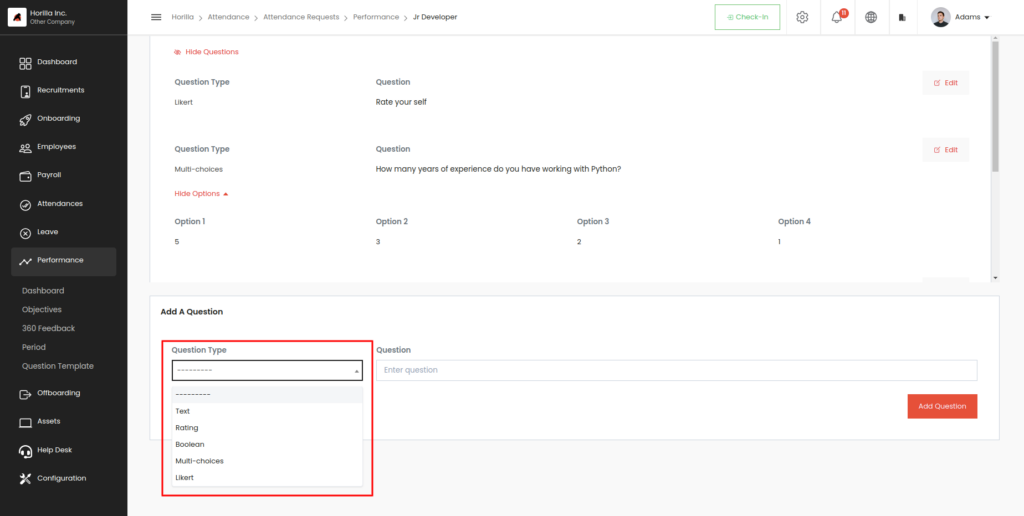 Horilla Inc.
Other Company
Horilla > Attendance > Attendance Requests > Performance > Jr Developer
Check-In
Adams
Dashboard
Recruitments
Onboarding
Employees
Payroll
Attendances
Leave
Performance
Dashboard
Objectives
360 Feedback
Period
Question Template
Offboarding
Assets
Help Desk
Configuration
Hide Questions
Question Type Question
Edit
Likert Rate your self
Question Type Question
Edit
Multi-choices How many years of experience do you have working with Python?
Hide Options
Option 1 Option 2 Option 3 Option 4
5 3 2 1
Add A Question
Question Type Question
--------- Enter question
---------
Text
Rating
Boolean
Multi-choices
Likert
Add Question